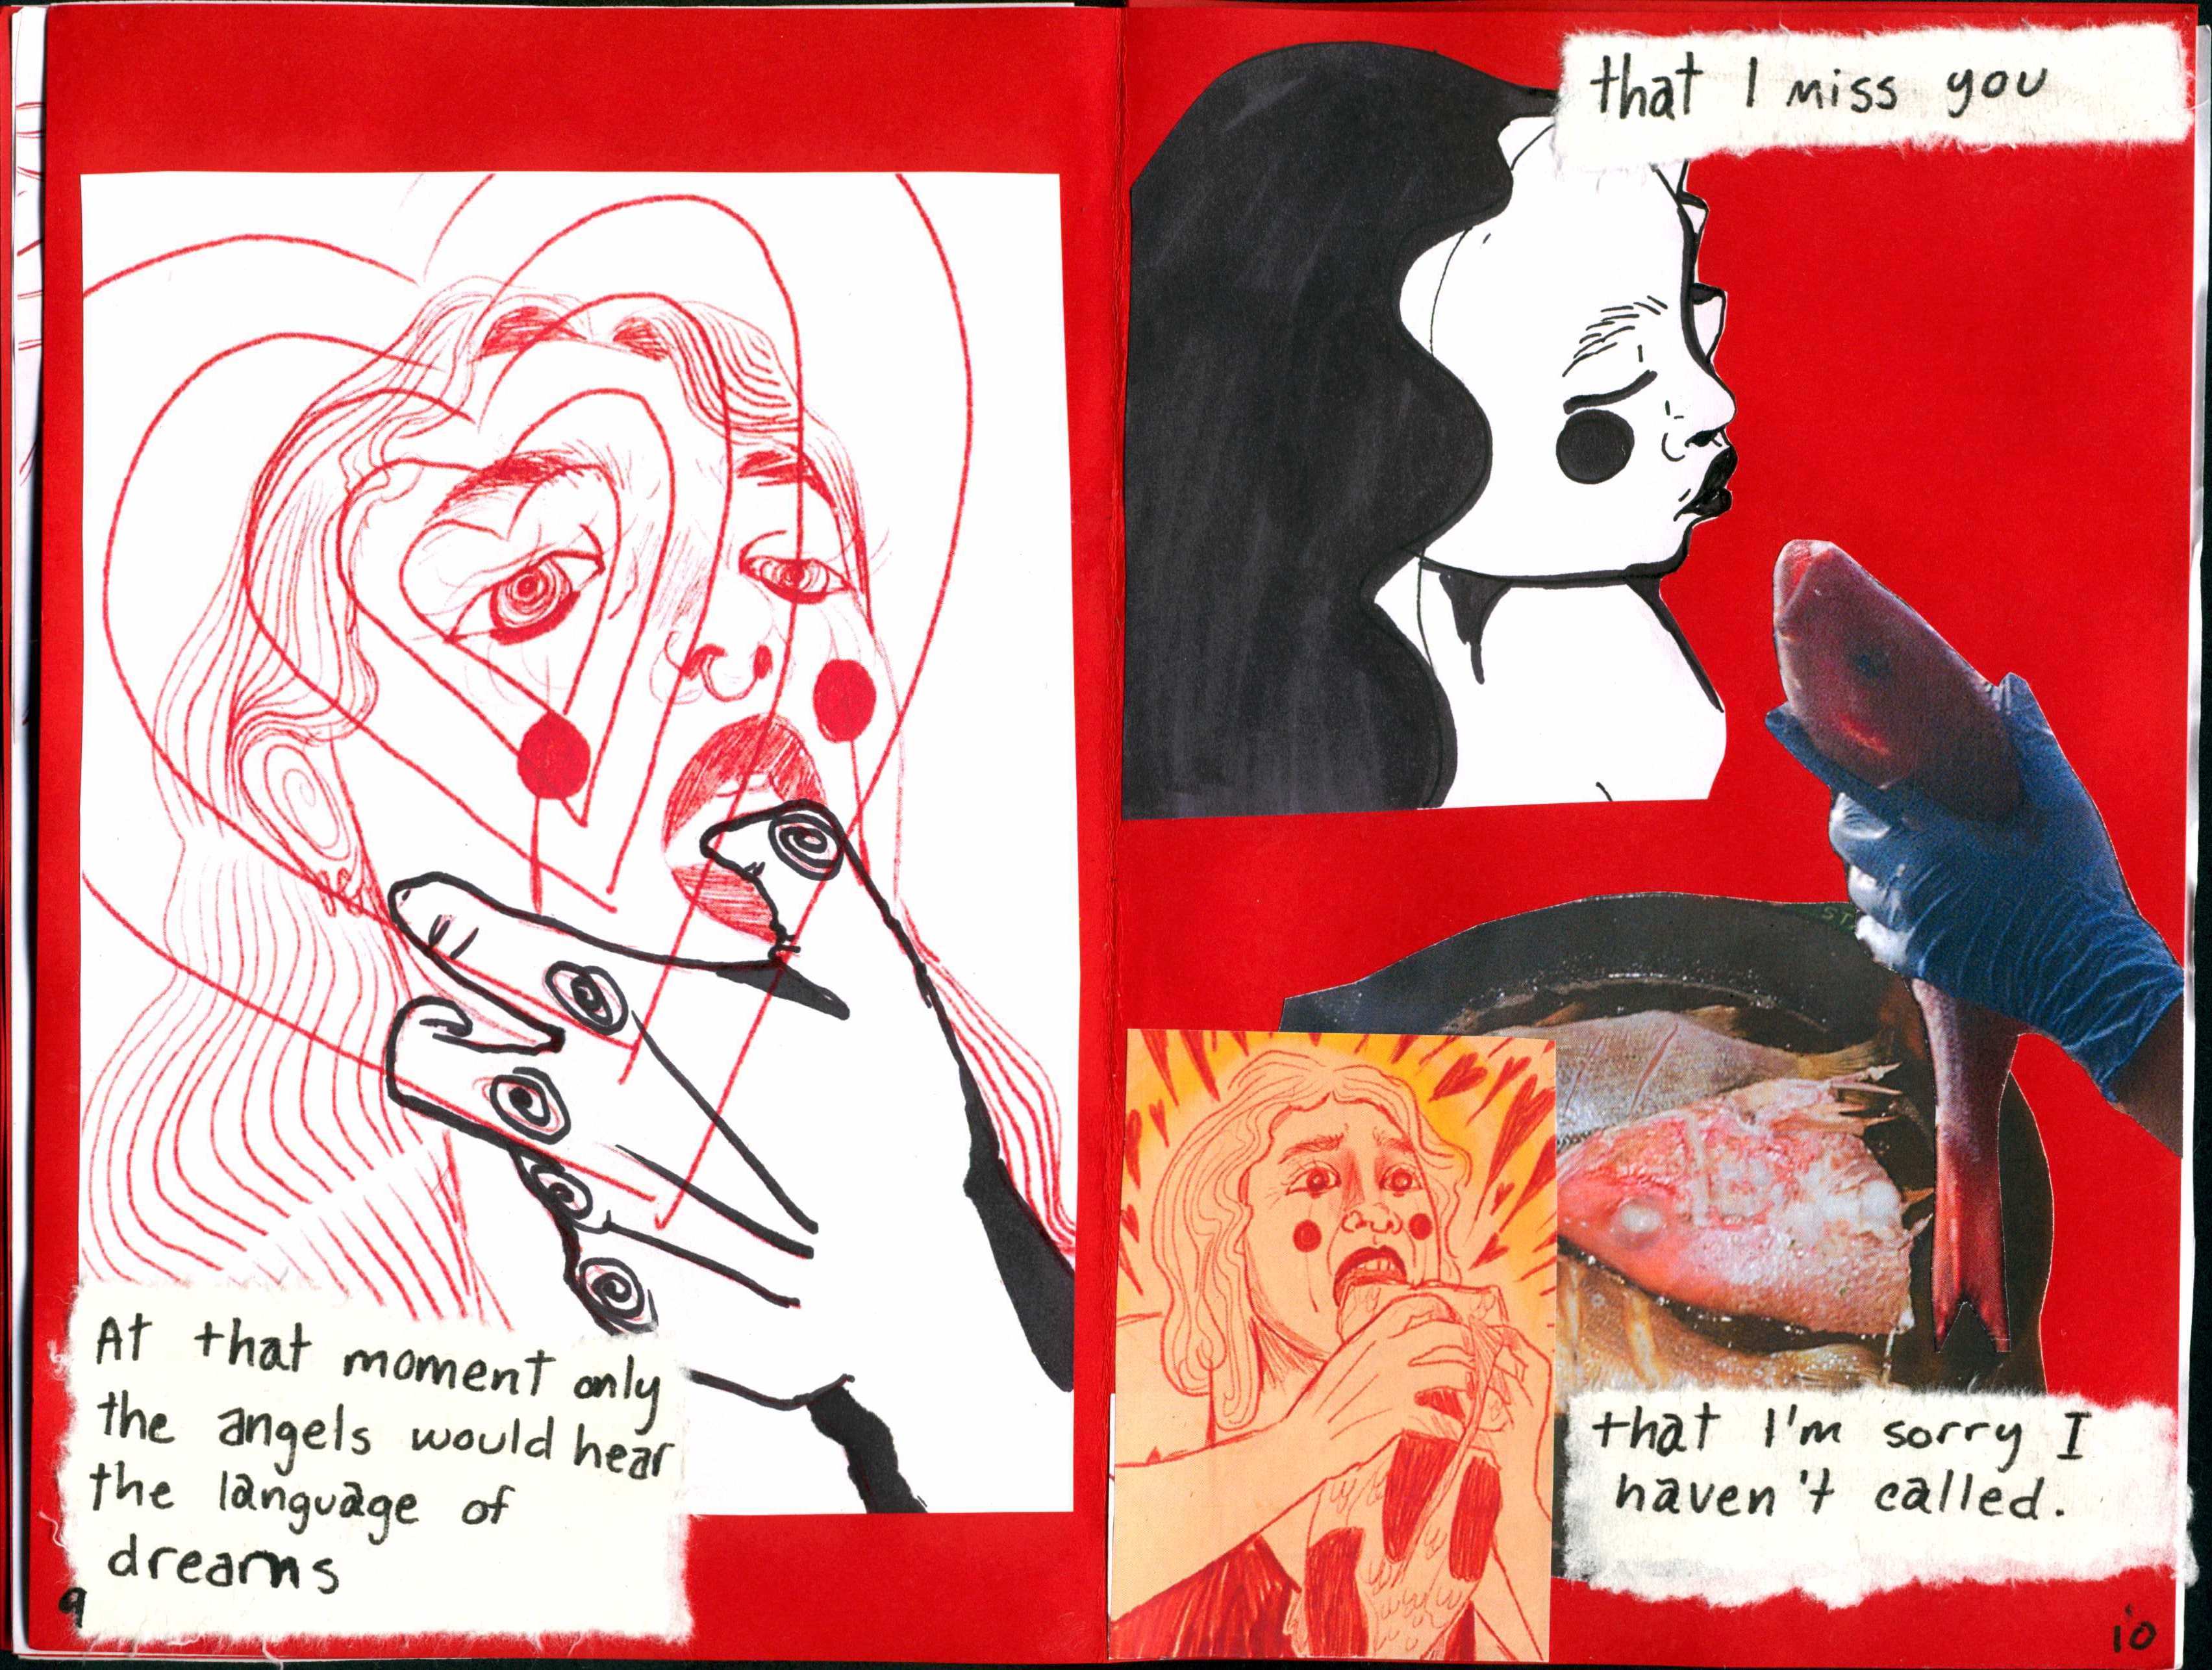 At that moment only
the angels would hear
the language of
dreams
9
that I miss you
ST
that I'm sorry I
haven't called.
10